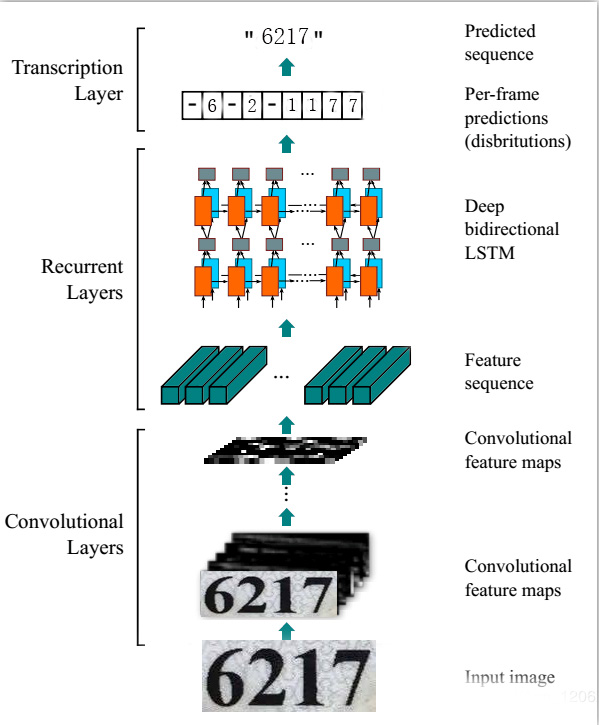 " 6217 "
Predicted
sequence
Transcription
Layer
- 6 - 2 - 1 1 7 7
Per-frame
predictions
(disbritutions)
...
Deep
bidirectional
LSTM
...
Recurrent
Layers
...
Feature
sequence
Convolutional
feature maps
Convolutional
Layers
6217
Convolutional
feature maps
6217
Input image
1206